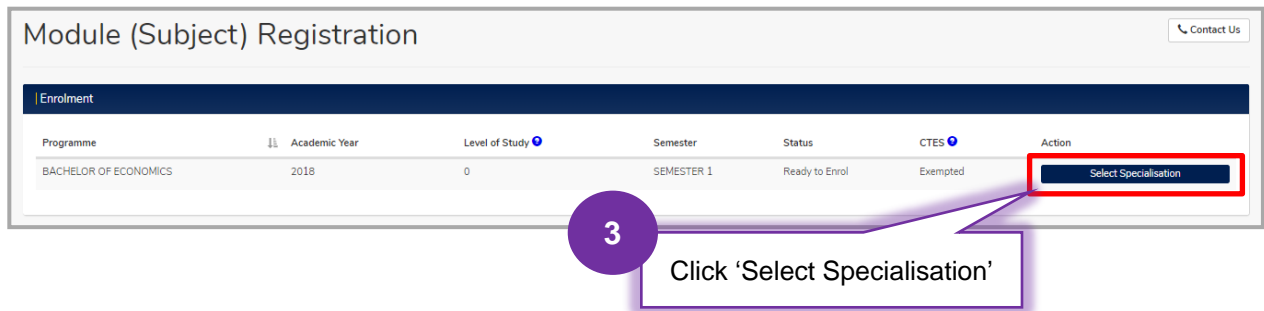 Module (Subject) Registration
Contact Us
Enrolment
Programme Academic Year Level of Study Semester Status CTES Action
BACHELOR OF ECONOMICS 2018 0 SEMESTER 1 Ready to Enrol Exempted Select Specialisation
3
Click ‘Select Specialisation’